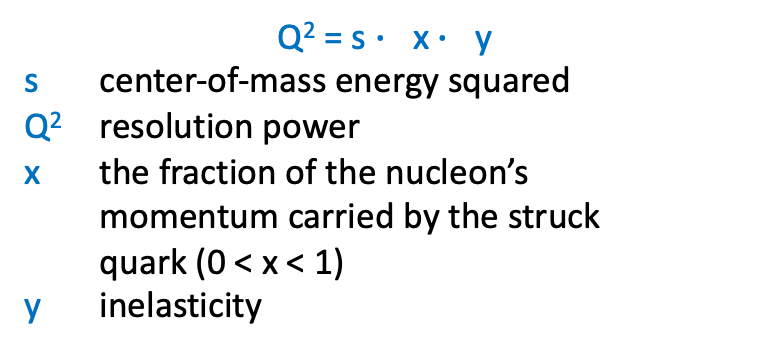 Q² = s · x · y
s center-of-mass energy squared
Q² resolution power
x the fraction of the nucleon’s
momentum carried by the struck
quark (0 < x < 1)
y inelasticity